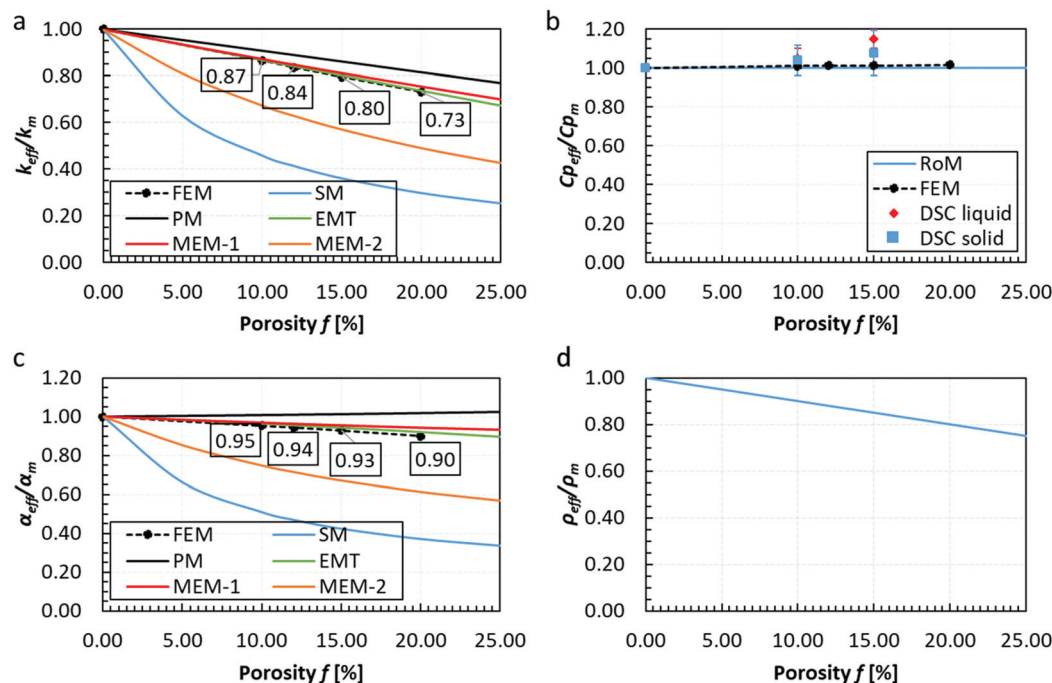 a
1.00
0.80
0.60
0.40
0.20
0.00
k_eff/k_m
0.87
0.84
0.80
0.73
FEM SM
PM EMT
MEM-1 MEM-2
0.00 5.00 10.00 15.00 20.00 25.00
Porosity f [%]
b
1.20
1.00
0.80
0.60
0.40
0.20
0.00
Cp_eff/Cp_m
RoM
FEM
DSC liquid
DSC solid
0.00 5.00 10.00 15.00 20.00 25.00
Porosity f [%]
c
1.20
1.00
0.80
0.60
0.40
0.20
0.00
α_eff/α_m
0.95
0.94
0.93
0.90
FEM SM
PM EMT
MEM-1 MEM-2
0.00 5.00 10.00 15.00 20.00 25.00
Porosity f [%]
d
1.00
0.80
0.60
0.40
0.20
0.00
ρ_eff/ρ_m
0.00 5.00 10.00 15.00 20.00 25.00
Porosity f [%]